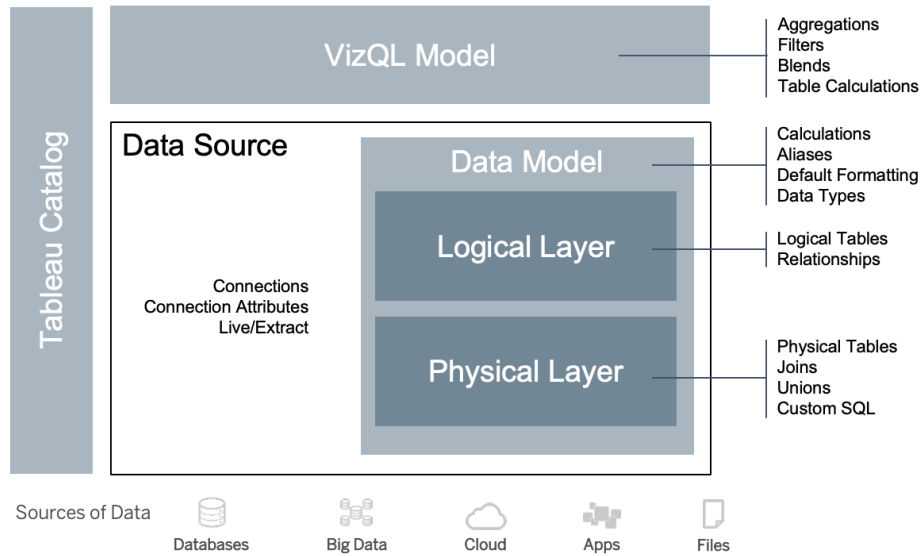 Tableau Catalog
VizQL Model
Aggregations
Filters
Blends
Table Calculations
Data Source
Connections
Connection Attributes
Live/Extract
Data Model
Calculations
Aliases
Default Formatting
Data Types
Logical Layer
Logical Tables
Relationships
Physical Layer
Physical Tables
Joins
Unions
Custom SQL
Sources of Data
Databases
Big Data
Cloud
Apps
Files